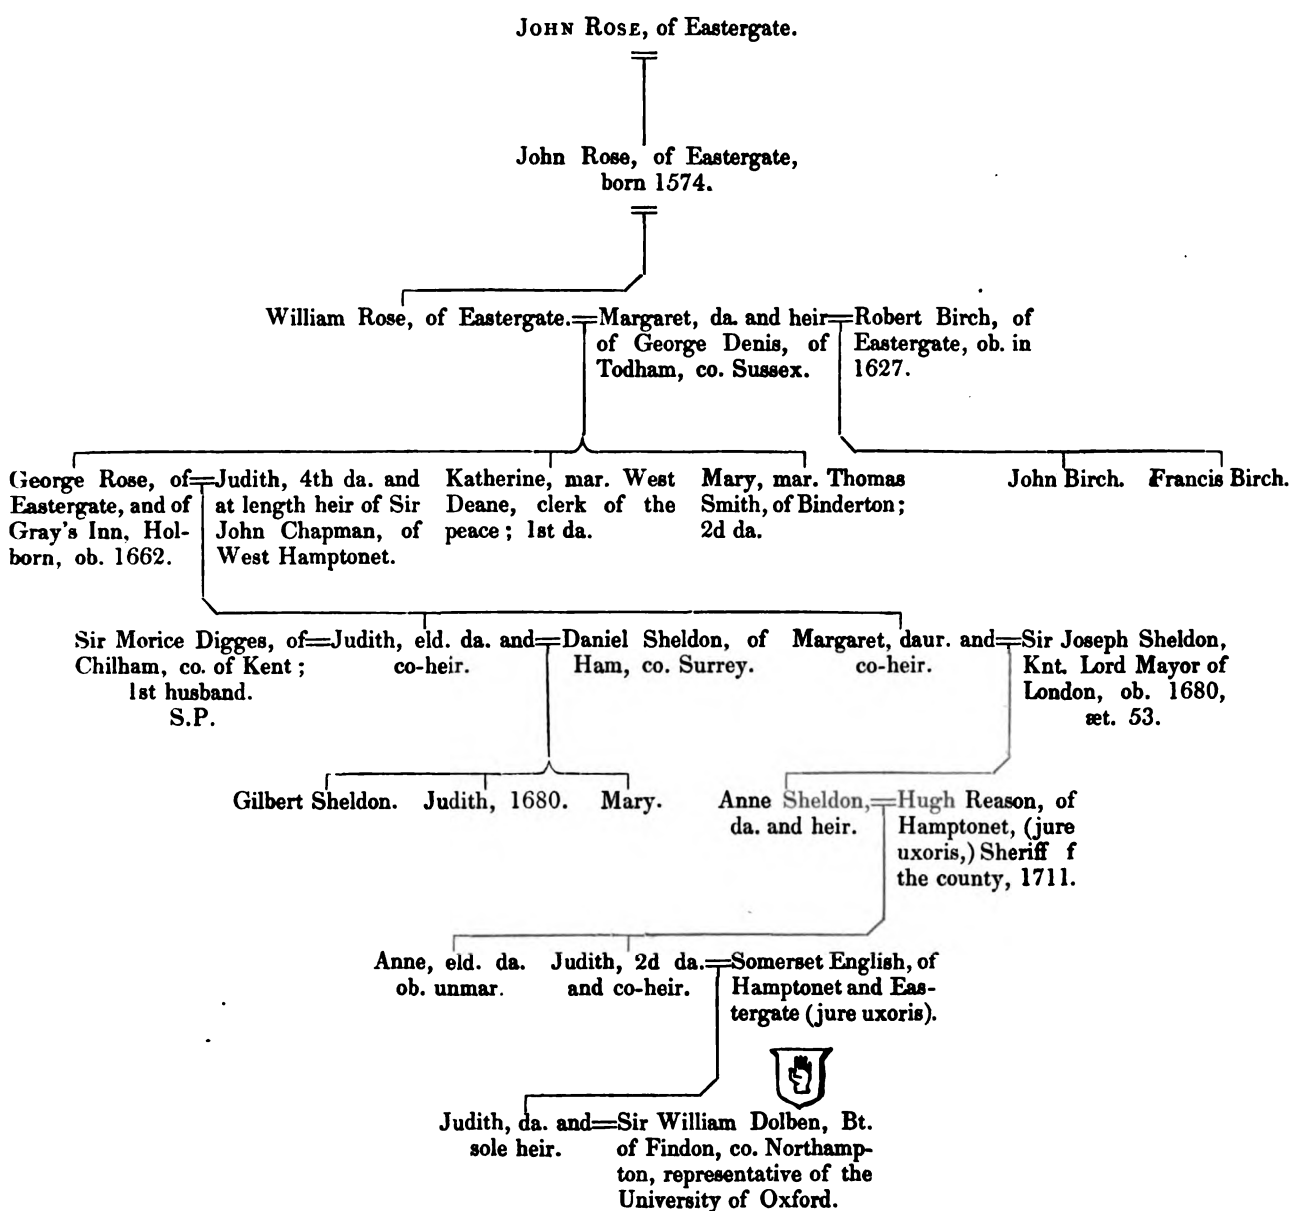 JOHN ROSE, of Eastergate.
John Rose, of Eastergate,
born 1574.
William Rose, of Eastergate.
Margaret, da. and heir
of George Denis, of
Todham, co. Sussex.
Robert Birch, of
Eastergate, ob. in
1627.
George Rose, of
Eastergate, and of
Gray's Inn, Hol-
born, ob. 1662.
Judith, 4th da. and
at length heir of Sir
John Chapman, of
West Hamptonet.
Katherine, mar. West
Deane, clerk of the
peace; 1st da.
Mary, mar. Thomas
Smith, of Binderton;
2d da.
John Birch.
Francis Birch.
Sir Morice Digges, of
Chilham, co. of Kent;
1st husband.
S.P.
Judith, eld. da. and
co-heir.
Daniel Sheldon, of
Ham, co. Surrey.
Margaret, daur. and
co-heir.
Sir Joseph Sheldon,
Knt. Lord Mayor of
London, ob. 1680,
æt. 53.
Gilbert Sheldon.
Judith, 1680.
Mary.
Anne Sheldon,
da. and heir.
Hugh Reason, of
Hamptonet, (jure
uxoris,) Sheriff f
the county, 1711.
Anne, eld. da.
ob. unmar.
Judith, 2d da.
and co-heir.
Somerset English, of
Hamptonet and Eas-
tergate (jure uxoris).
Judith, da. and
sole heir.
Sir William Dolben, Bt.
of Findon, co. Northamp-
ton, representative of the
University of Oxford.